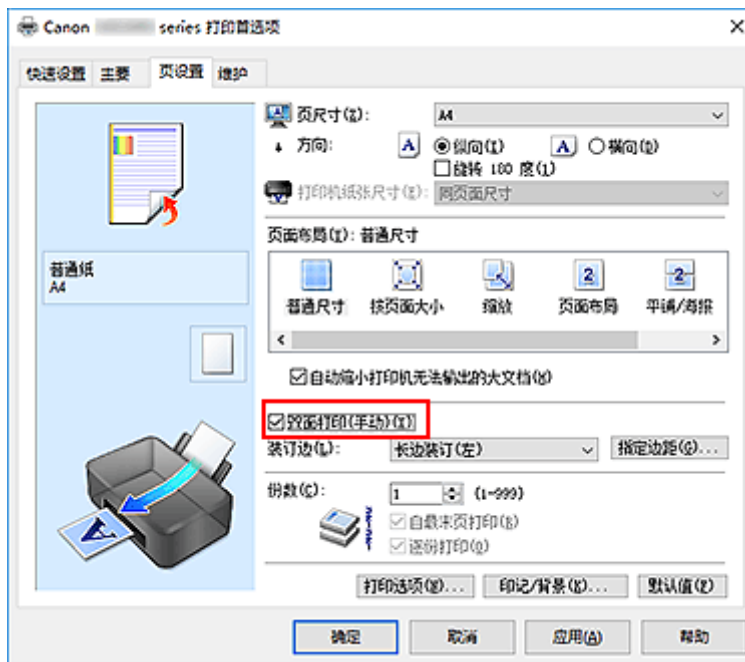 Canon series 打印首选项
快速设置 主要 页设置 维护
页尺寸(Z): A4
方向: A 纵向(I) A 横向(D)
旋转 180 度(1)
打印机纸张尺寸(E): 同页面尺寸
页面布局(I): 普通尺寸
普通纸
A4
普通尺寸 按页面大小 缩放 页面布局 平铺/海报
自动缩小打印机无法输出的大文档(W)
双面打印(手动)(X)
装订边(L): 长边装订(左) 指定边距(G)...
份数(C): 1 (1-999)
自最末页打印(B)
逐份打印(O)
打印选项(N)... 印记/背景(K)... 默认值(F)
确定 取消 应用(A) 帮助